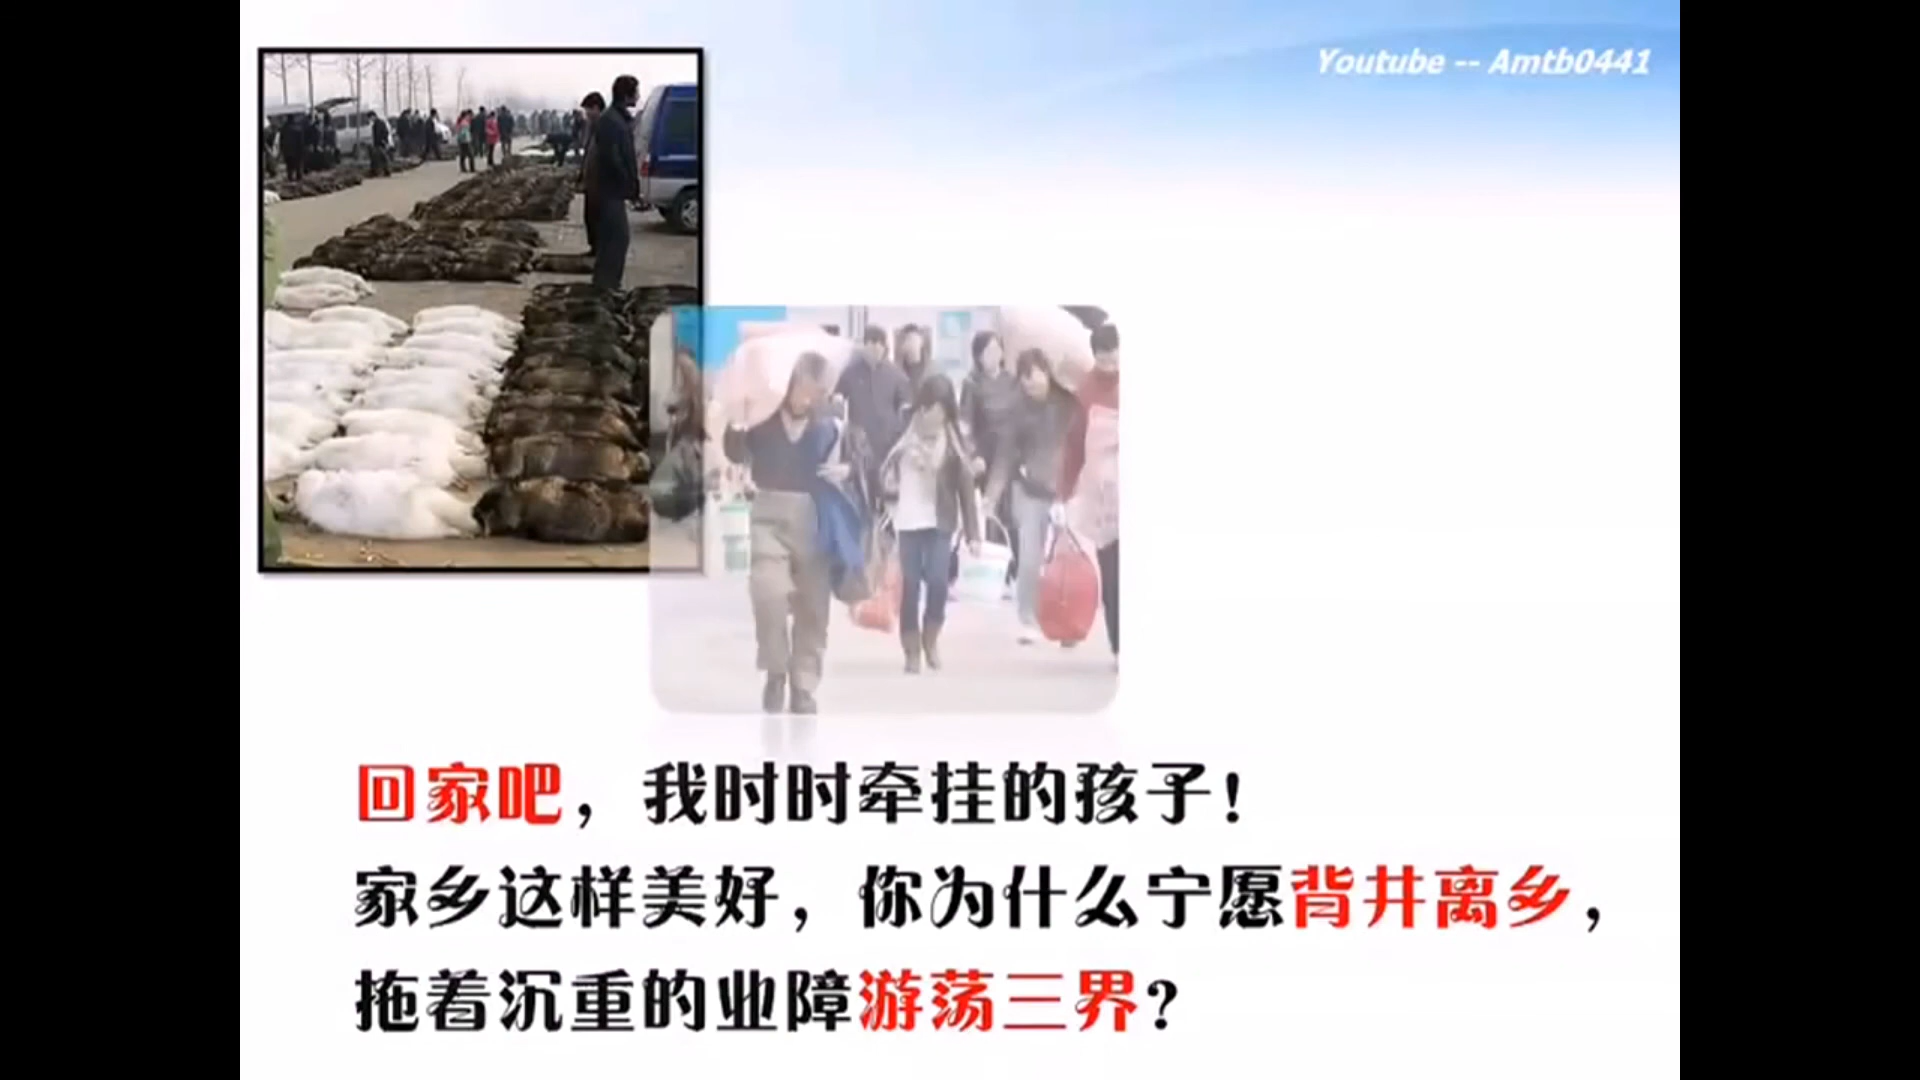 Youtube -- Amtb0441
回家吧，我时时牵挂的孩子！
家乡这样美好，你为什么宁愿背井离乡，
拖着沉重的业障游荡三界？